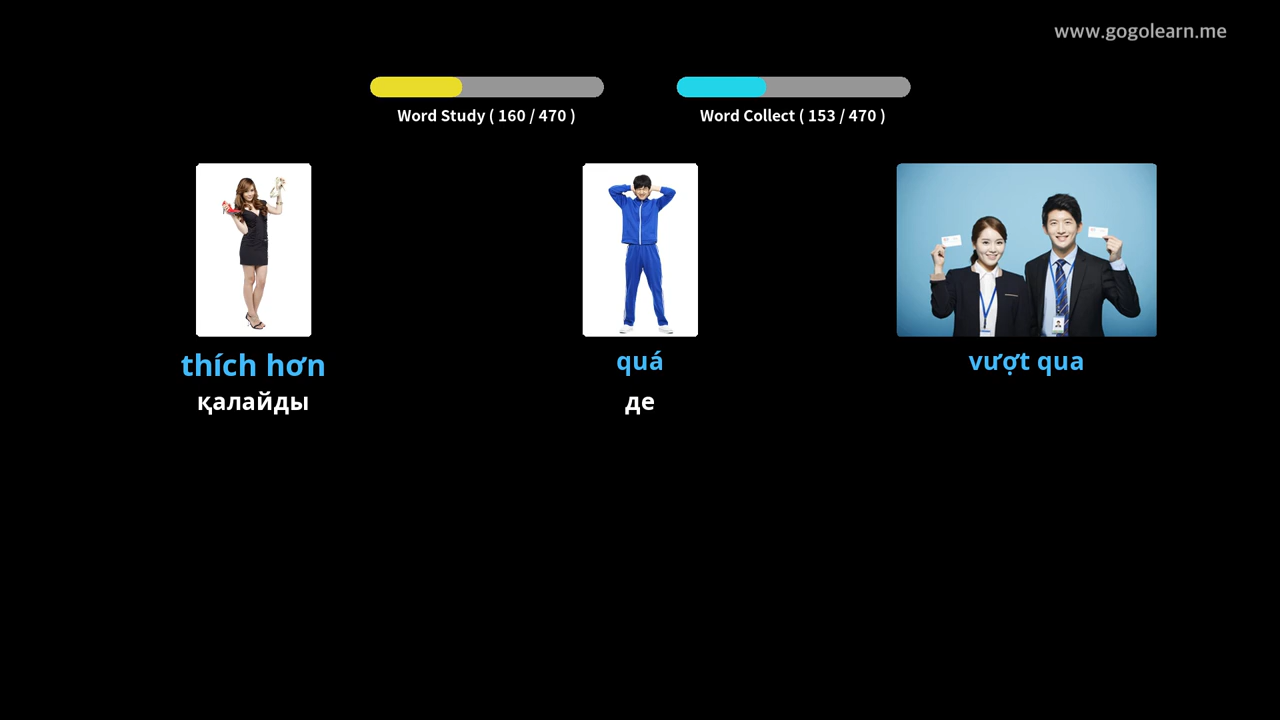 www.gogolearn.me
Word Study ( 160 / 470 )
Word Collect ( 153 / 470 )
thích hơn
quá
vượt qua
қалайды
де